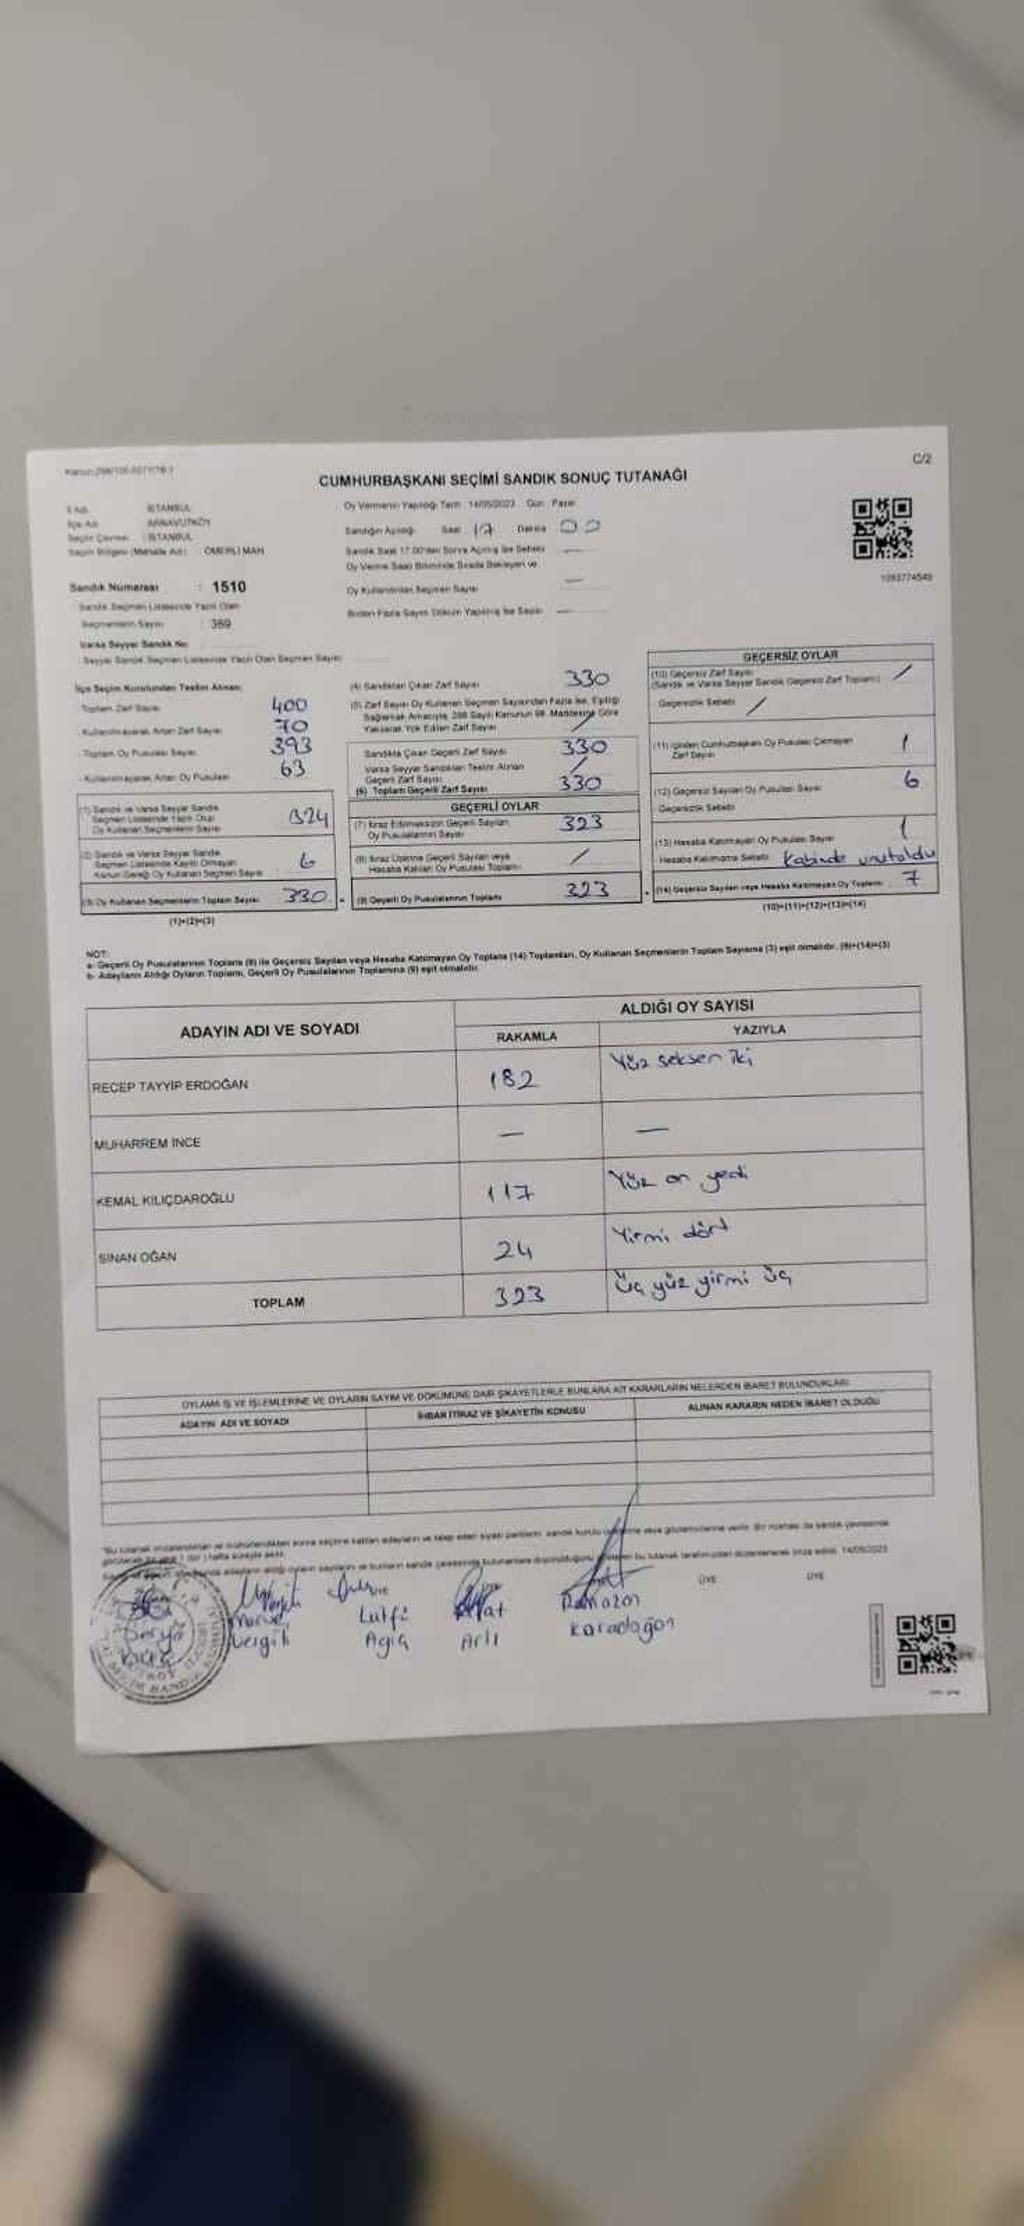 Kanun:298/105-5071/16-1
C/2
CUMHURBAŞKANI SEÇİMİ SANDIK SONUÇ TUTANAĞI
İl Adı : İSTANBUL
İlçe Adı : ARNAVUTKÖY
Seçim Çevresi : İSTANBUL
Seçim Bölgesi (Mahalle Adı) : ÖMERLİ MAH
Oy Vermenin Yapıldığı Tarih 14/05/2023 Gün Pazar
Sandığın Açıldığı Saat 17 Dakika 00
Sandık Saat 17.00'den Sonra Açılmış İse Sebebi —
Oy Verme Saati Bitiminde Sırada Bekleyen ve
Oy Kullandırılan Seçmen Sayısı —
Birden Fazla Sayım Döküm Yapılmış İse Sayısı —
1093774549
Sandık Numarası : 1510
Sandık Seçmen Listesinde Yazılı Olan
Seçmenlerin Sayısı : 389
Varsa Seyyar Sandık No :
Seyyar Sandık Seçmen Listesinde Yazılı Olan Seçmen Sayısı
İlçe Seçim Kurulundan Teslim Alınan;
Toplam Zarf Sayısı 400
- Kullanılmayarak Artan Zarf Sayısı 70
- Toplam Oy Pusulası Sayısı 393
- Kullanılmayarak Artan Oy Pusulası 63
(1) Sandık ve Varsa Seyyar Sandık
Seçmen Listesinde Yazılı Olup
Oy Kullanan Seçmenlerin Sayısı 324
(2) Sandık ve Varsa Seyyar Sandık
Seçmen Listesinde Kayıtlı Olmayan
Kanun Gereği Oy Kullanan Seçmen Sayısı 6
(3) Oy Kullanan Seçmenlerin Toplam Sayısı 330
(1)+(2)=(3)
(4) Sandıktan Çıkan Zarf Sayısı 330
(5) Zarf Sayısı Oy Kullanan Seçmen Sayısından Fazla İse, Eşitliği
Sağlamak Amacıyla, 298 Sayılı Kanunun 98. Maddesine Göre
Yakılarak Yok Edilen Zarf Sayısı /
Sandıkta Çıkan Geçerli Zarf Sayısı 330
Varsa Seyyar Sandıktan Teslim Alınan
Geçerli Zarf Sayısı /
(6) Toplam Geçerli Zarf Sayısı 330
GEÇERLİ OYLAR
(7) İtiraz Edilmeksizin Geçerli Sayılan
Oy Pusulalarının Sayısı 323
(8) İtiraz Üzerine Geçerli Sayılan veya
Hesaba Katılan Oy Pusulası Toplamı /
(9) Geçerli Oy Pusulalarının Toplamı 323
GEÇERSİZ OYLAR
(10) Geçersiz Zarf Sayısı
(Sandık ve Varsa Seyyar Sandık Geçersiz Zarf Toplamı) /
Geçersizlik Sebebi /
(11) İçinden Cumhurbaşkanı Oy Pusulası Çıkmayan
Zarf Sayısı 1
(12) Geçersiz Sayılan Oy Pusulası Sayısı 6
Geçersizlik Sebebi
(13) Hesaba Katılmayan Oy Pusulası Sayısı 1
Hesaba Katılmama Sebebi Kabinde unutuldu
(14) Geçersiz Sayılan veya Hesaba Katılmayan Oy Toplamı 7
(10)+(11)+(12)+(13)=(14)
NOT:
a- Geçerli Oy Pusulalarının Toplamı (9) ile Geçersiz Sayılan veya Hesaba Katılmayan Oy Toplamı (14) Toplamları, Oy Kullanan Seçmenlerin Toplam Sayısına (3) eşit olmalıdır. (9)+(14)=(3)
b- Adayların Aldığı Oyların Toplamı, Geçerli Oy Pusulalarının Toplamına (9) eşit olmalıdır.
ADAYIN ADI VE SOYADI
ALDIĞI OY SAYISI
RAKAMLA YAZIYLA
RECEP TAYYİP ERDOĞAN 182 Yüz seksen iki
MUHARREM İNCE — —
KEMAL KILIÇDAROĞLU 117 Yüz on yedi
SİNAN OĞAN 24 Yirmi dört
TOPLAM 323 Üç yüz yirmi üç
OYLAMA İŞ VE İŞLEMLERİNE VE OYLARIN SAYIM VE DÖKÜMÜNE DAİR ŞİKAYETLERLE BUNLARA AİT KARARLARIN NELERDEN İBARET BULUNDUKLARI
ADAYIN ADI VE SOYADI İHBAR İTİRAZ VE ŞİKAYETİN KONUSU ALINAN KARARIN NEDEN İBARET OLDUĞU
ÜYE ÜYE
Derya
Vergili
Lütfi
Agiç
Arlı
Ramazan
Karadoğan